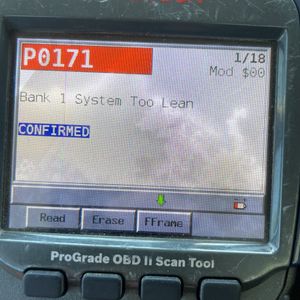 P0171
1/18
Mod $00
Bank 1 System Too Lean
CONFIRMED
Read Erase FFrame
ProGrade OBD II Scan Tool